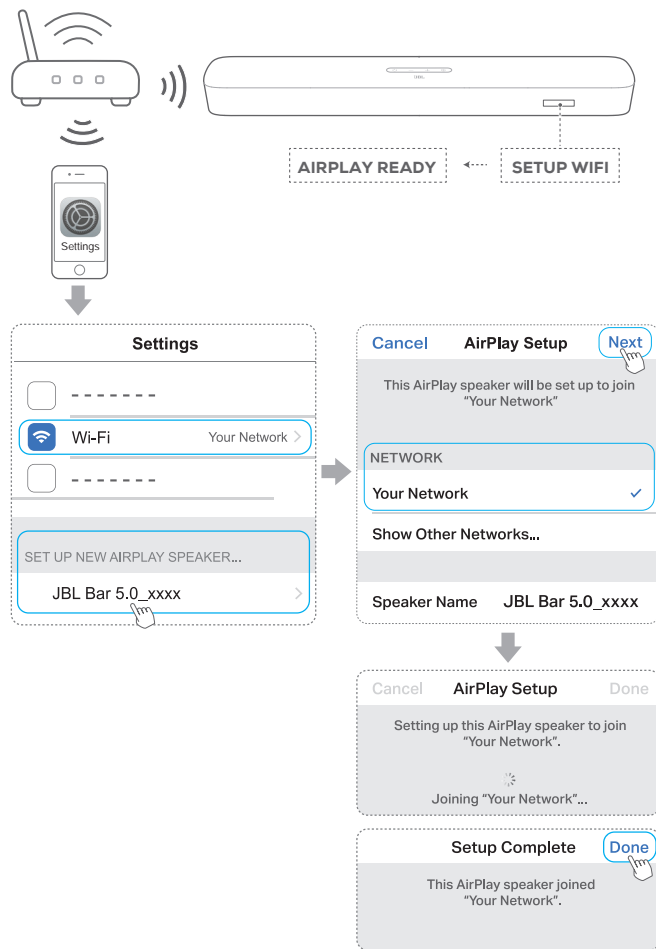 JBL
AIRPLAY READY
SETUP WIFI
Settings
Settings
Wi-Fi
Your Network
SET UP NEW AIRPLAY SPEAKER...
JBL Bar 5.0_xxxx
Cancel
AirPlay Setup
Next
This AirPlay speaker will be set up to join
“Your Network”
NETWORK
Your Network
Show Other Networks...
Speaker Name
JBL Bar 5.0_xxxx
Cancel
AirPlay Setup
Done
Setting up this AirPlay speaker to join
“Your Network”.
Joining “Your Network”...
Setup Complete
Done
This AirPlay speaker joined
“Your Network”.